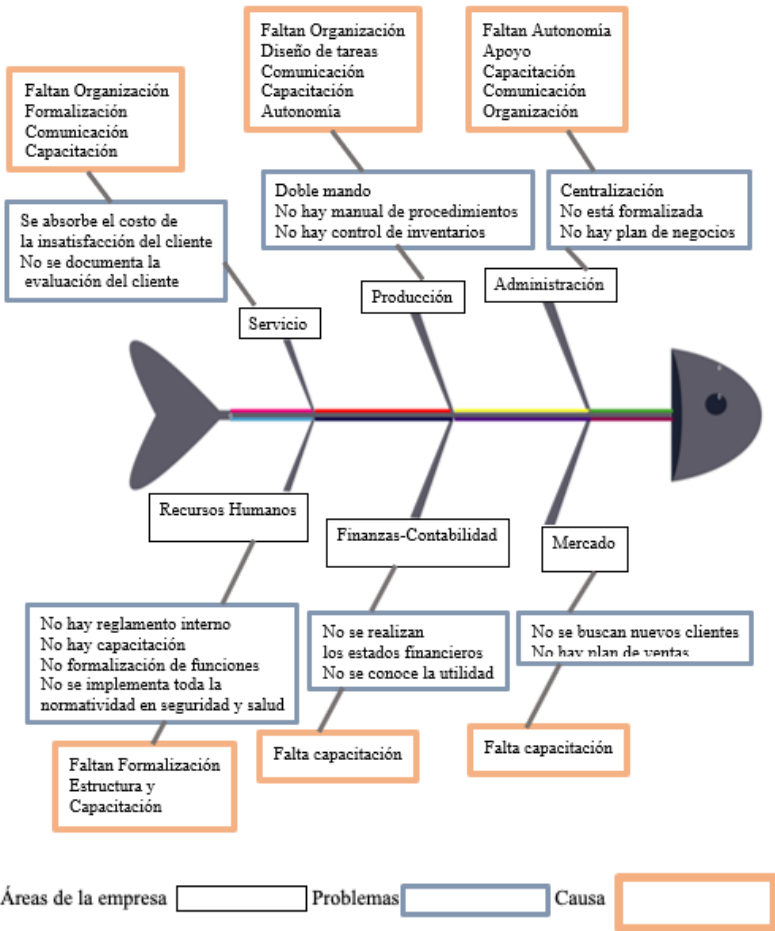 Faltan Organización
Formalización
Comunicación
Capacitación
Faltan Organización
Diseño de tareas
Comunicación
Capacitación
Autonomía
Faltan Autonomía
Apoyo
Capacitación
Comunicación
Organización
Se absorbe el costo de
la insatisfacción del cliente
No se documenta la
evaluación del cliente
Doble mando
No hay manual de procedimientos
No hay control de inventarios
Centralización
No está formalizada
No hay plan de negocios
Servicio
Producción
Administración
Recursos Humanos
Finanzas-Contabilidad
Mercado
No hay reglamento interno
No hay capacitación
No formalización de funciones
No se implementa toda la
normatividad en seguridad y salud
No se realizan
los estados financieros
No se conoce la utilidad
No se buscan nuevos clientes
No hay plan de ventas
Faltan Formalización
Estructura y
Capacitación
Falta capacitación
Falta capacitación
Áreas de la empresa
Problemas
Causa